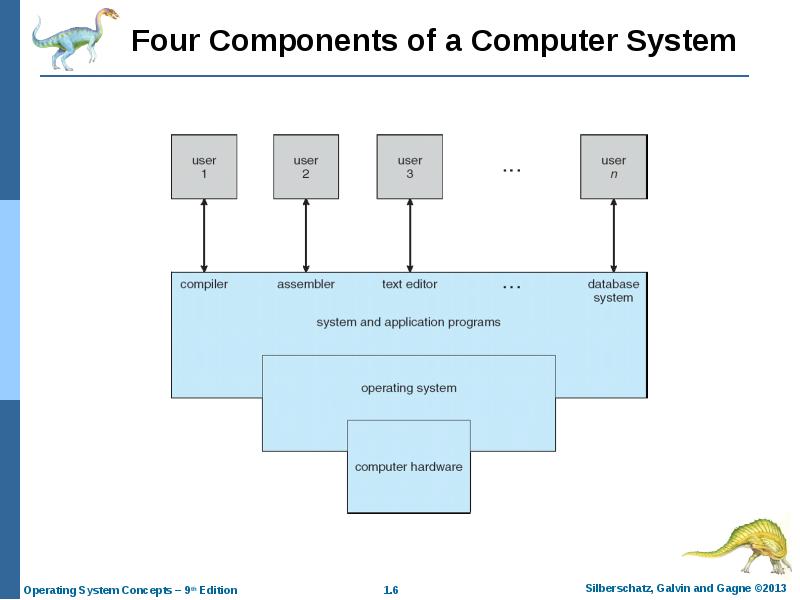 Four Components of a Computer System
user
1
user
2
user
3
...
user
n
compiler
assembler
text editor
...
database
system
system and application programs
operating system
computer hardware
Operating System Concepts – 9th Edition
1.6
Silberschatz, Galvin and Gagne ©2013